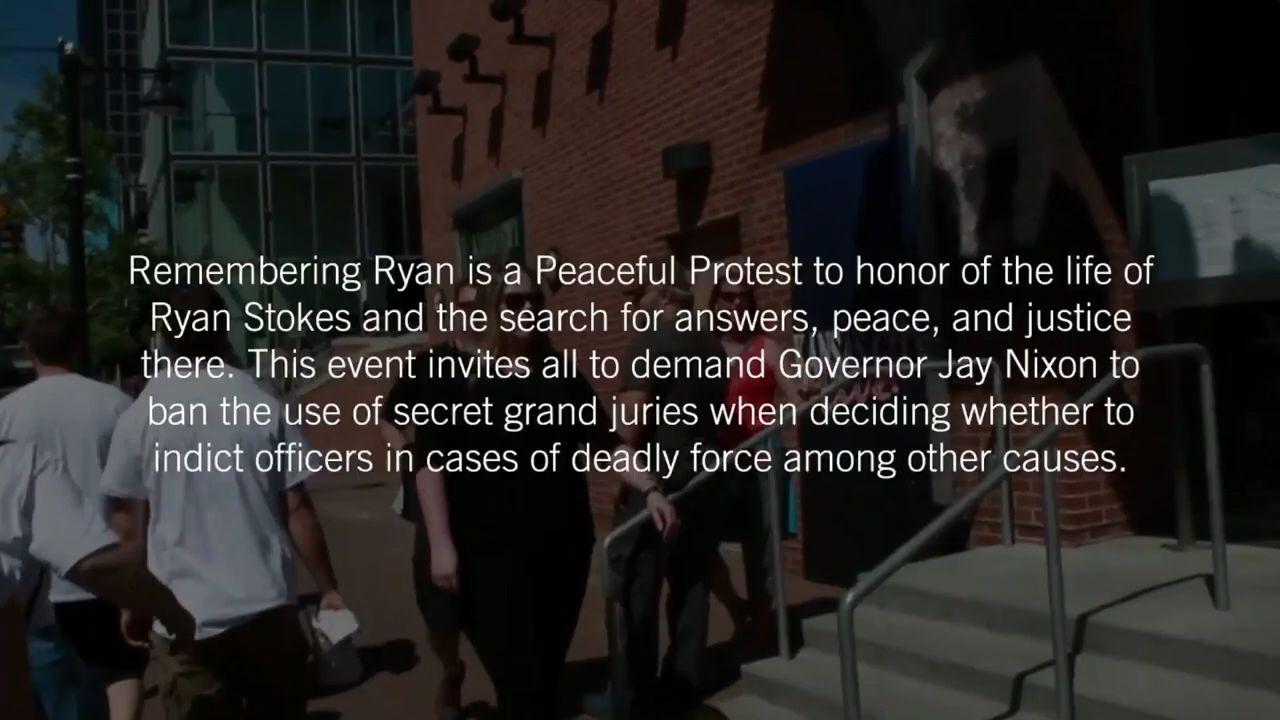 Remembering Ryan is a Peaceful Protest to honor of the life of
Ryan Stokes and the search for answers, peace, and justice
there. This event invites all to demand Governor Jay Nixon to
ban the use of secret grand juries when deciding whether to
indict officers in cases of deadly force among other causes.